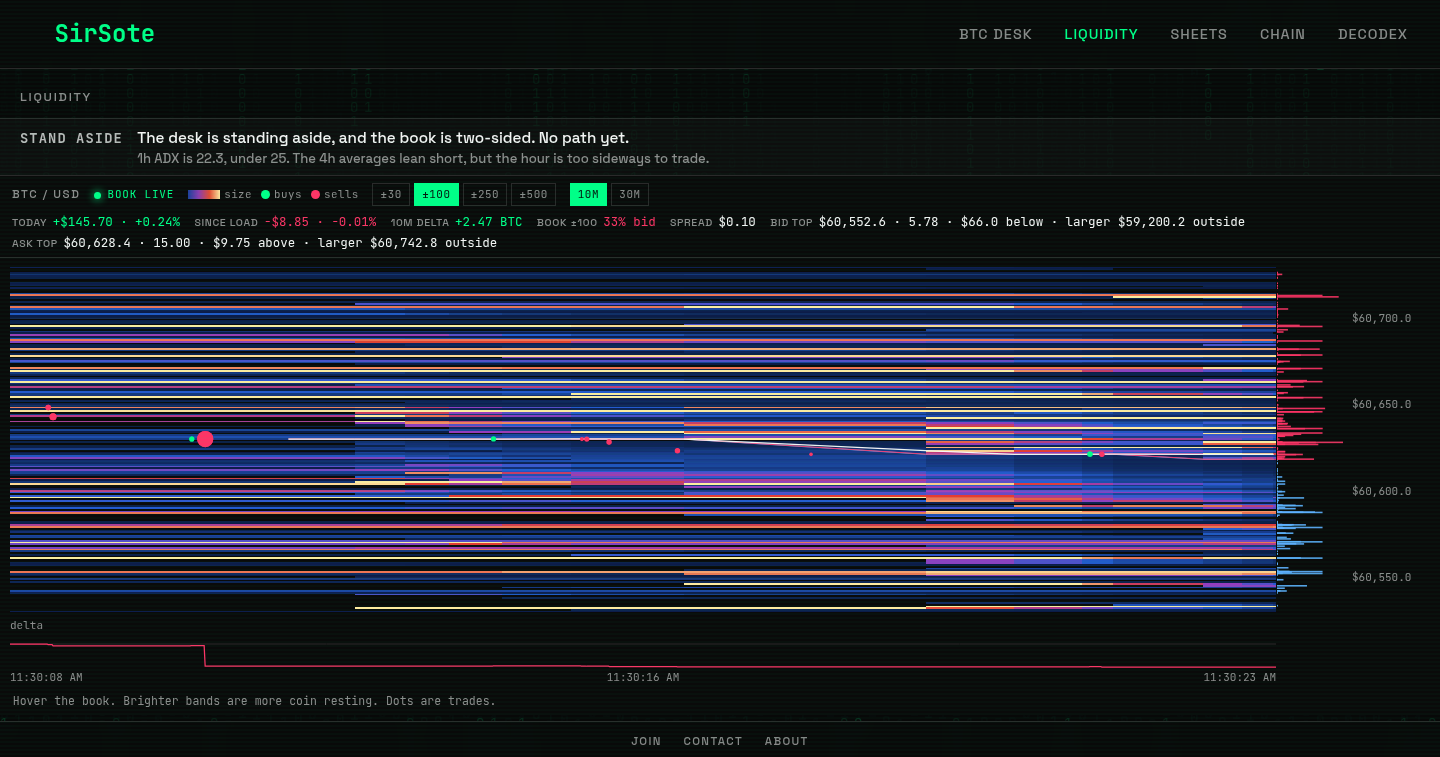 SirSote
BTC DESK LIQUIDITY SHEETS CHAIN DECODEX
LIQUIDITY
STAND ASIDE The desk is standing aside, and the book is two-sided. No path yet.
1h ADX is 22.3, under 25. The 4h averages lean short, but the hour is too sideways to trade.
BTC / USD BOOK LIVE size buys sells ±30 ±100 ±250 ±500 10M 30M
TODAY +$145.70 · +0.24% SINCE LOAD -$8.85 · -0.01% 10M DELTA +2.47 BTC BOOK ±100 33% bid SPREAD $0.10 BID TOP $60,552.6 · 5.78 · $66.0 below · larger $59,200.2 outside
ASK TOP $60,628.4 · 15.00 · $9.75 above · larger $60,742.8 outside
$60,700.0
$60,650.0
$60,600.0
$60,550.0
delta
11:30:08 AM 11:30:16 AM 11:30:23 AM
Hover the book. Brighter bands are more coin resting. Dots are trades.
JOIN CONTACT ABOUT